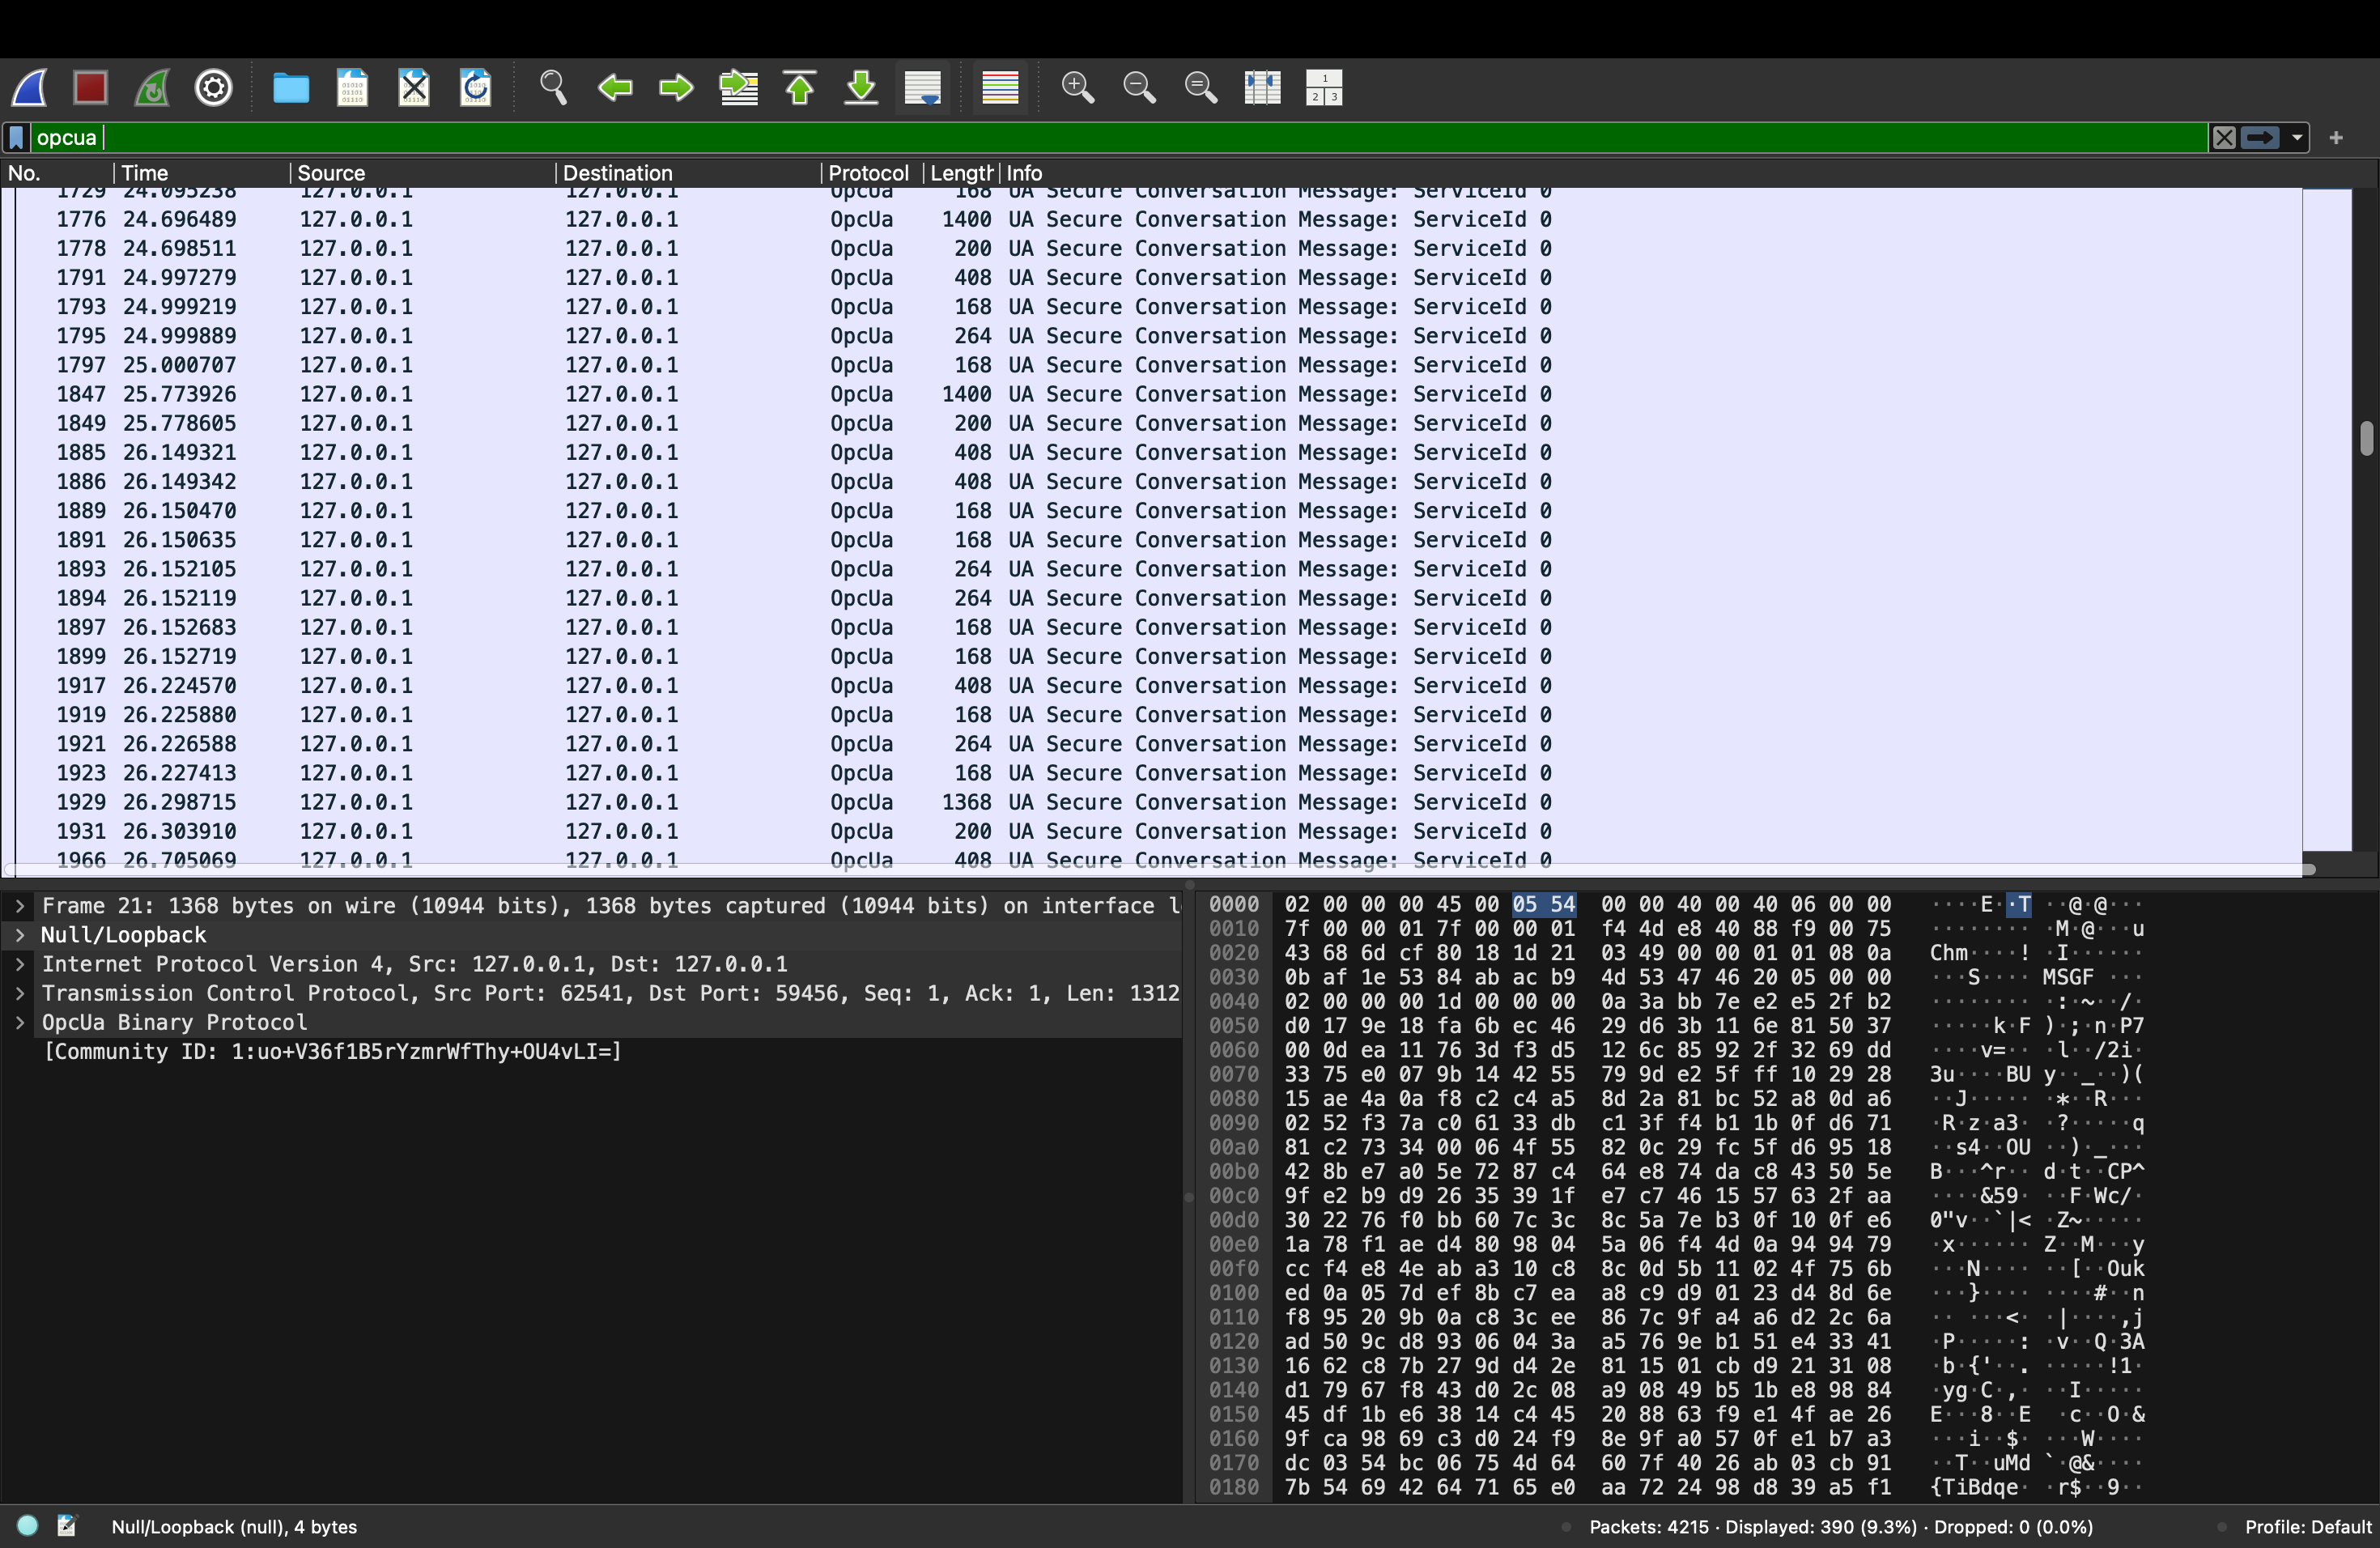 opcua
No. Time Source Destination Protocol Length Info
1729 24.095238 127.0.0.1 127.0.0.1 OpcUa 168 UA Secure Conversation Message: ServiceId 0
1776 24.696489 127.0.0.1 127.0.0.1 OpcUa 1400 UA Secure Conversation Message: ServiceId 0
1778 24.698511 127.0.0.1 127.0.0.1 OpcUa 200 UA Secure Conversation Message: ServiceId 0
1791 24.997279 127.0.0.1 127.0.0.1 OpcUa 408 UA Secure Conversation Message: ServiceId 0
1793 24.999219 127.0.0.1 127.0.0.1 OpcUa 168 UA Secure Conversation Message: ServiceId 0
1795 24.999889 127.0.0.1 127.0.0.1 OpcUa 264 UA Secure Conversation Message: ServiceId 0
1797 25.000707 127.0.0.1 127.0.0.1 OpcUa 168 UA Secure Conversation Message: ServiceId 0
1847 25.773926 127.0.0.1 127.0.0.1 OpcUa 1400 UA Secure Conversation Message: ServiceId 0
1849 25.778605 127.0.0.1 127.0.0.1 OpcUa 200 UA Secure Conversation Message: ServiceId 0
1885 26.149321 127.0.0.1 127.0.0.1 OpcUa 408 UA Secure Conversation Message: ServiceId 0
1886 26.149342 127.0.0.1 127.0.0.1 OpcUa 408 UA Secure Conversation Message: ServiceId 0
1889 26.150470 127.0.0.1 127.0.0.1 OpcUa 168 UA Secure Conversation Message: ServiceId 0
1891 26.150635 127.0.0.1 127.0.0.1 OpcUa 168 UA Secure Conversation Message: ServiceId 0
1893 26.152105 127.0.0.1 127.0.0.1 OpcUa 264 UA Secure Conversation Message: ServiceId 0
1894 26.152119 127.0.0.1 127.0.0.1 OpcUa 264 UA Secure Conversation Message: ServiceId 0
1897 26.152683 127.0.0.1 127.0.0.1 OpcUa 168 UA Secure Conversation Message: ServiceId 0
1899 26.152719 127.0.0.1 127.0.0.1 OpcUa 168 UA Secure Conversation Message: ServiceId 0
1917 26.224570 127.0.0.1 127.0.0.1 OpcUa 408 UA Secure Conversation Message: ServiceId 0
1919 26.225880 127.0.0.1 127.0.0.1 OpcUa 168 UA Secure Conversation Message: ServiceId 0
1921 26.226588 127.0.0.1 127.0.0.1 OpcUa 264 UA Secure Conversation Message: ServiceId 0
1923 26.227413 127.0.0.1 127.0.0.1 OpcUa 168 UA Secure Conversation Message: ServiceId 0
1929 26.298715 127.0.0.1 127.0.0.1 OpcUa 1368 UA Secure Conversation Message: ServiceId 0
1931 26.303910 127.0.0.1 127.0.0.1 OpcUa 200 UA Secure Conversation Message: ServiceId 0
1966 26.705069 127.0.0.1 127.0.0.1 OpcUa 408 UA Secure Conversation Message: ServiceId 0
Frame 21: 1368 bytes on wire (10944 bits), 1368 bytes captured (10944 bits) on interface l
Null/Loopback
Internet Protocol Version 4, Src: 127.0.0.1, Dst: 127.0.0.1
Transmission Control Protocol, Src Port: 62541, Dst Port: 59456, Seq: 1, Ack: 1, Len: 1312
OpcUa Binary Protocol
[Community ID: 1:uo+V36f1B5rYzmrWfThy+OU4vLI=]
0000 02 00 00 00 45 00 05 54 00 00 40 00 40 06 00 00 ····E··T ··@·@···
0010 7f 00 00 01 7f 00 00 01 f4 4d e8 40 88 f9 00 75 ········ ·M·@···u
0020 43 68 6d cf 80 18 1d 21 03 49 00 00 01 01 08 0a Chm····! ·I······
0030 0b af 1e 53 84 ab ac b9 4d 53 47 46 20 05 00 00 ···S···· MSGF ···
0040 02 00 00 00 1d 00 00 00 0a 3a bb 7e e2 e5 2f b2 ········ ·:·~··/·
0050 d0 17 9e 18 fa 6b ec 46 29 d6 3b 11 6e 81 50 37 ·····k·F )·;·n·P7
0060 00 0d ea 11 76 3d f3 d5 12 6c 85 92 2f 32 69 dd ····v=·· ·l··/2i·
0070 33 75 e0 07 9b 14 42 55 79 9d e2 5f ff 10 29 28 3u····BU y··_··)(
0080 15 ae 4a 0a f8 c2 c4 a5 8d 2a 81 bc 52 a8 0d a6 ··J····· ·*··R···
0090 02 52 f3 7a c0 61 33 db c1 3f f4 b1 1b 0f d6 71 ·R·z·a3· ·?·····q
00a0 81 c2 73 34 00 06 4f 55 82 0c 29 fc 5f d6 95 18 ··s4··OU ··)·_···
00b0 42 8b e7 a0 5e 72 87 c4 64 e8 74 da c8 43 50 5e B···^r·· d·t··CP^
00c0 9f e2 b9 d9 26 35 39 1f e7 c7 46 15 57 63 2f aa ····&59· ··F·Wc/·
00d0 30 22 76 f0 bb 60 7c 3c 8c 5a 7e b3 0f 10 0f e6 0"v··`|< ·Z~·····
00e0 1a 78 f1 ae d4 80 98 04 5a 06 f4 4d 0a 94 94 79 ·x······ Z··M···y
00f0 cc f4 e8 4e ab a3 10 c8 8c 0d 5b 11 02 4f 75 6b ···N···· ··[··Ouk
0100 ed 0a 05 7d ef 8b c7 ea a8 c9 d9 01 23 d4 8d 6e ···}···· ····#··n
0110 f8 95 20 9b 0a c8 3c ee 86 7c 9f a4 a6 d2 2c 6a ·· ···<· ·|····,j
0120 ad 50 9c d8 93 06 04 3a a5 76 9e b1 51 e4 33 41 ·P·····: ·v··Q·3A
0130 16 62 c8 7b 27 9d d4 2e 81 15 01 cb d9 21 31 08 ·b·{'··. ·····!1·
0140 d1 79 67 f8 43 d0 2c 08 a9 08 49 b5 1b e8 98 84 ·yg·C·,· ··I·····
0150 45 df 1b e6 38 14 c4 45 20 88 63 f9 e1 4f ae 26 E···8··E ·c··O·&
0160 9f ca 98 69 c3 d0 24 f9 8e 9f a0 57 0f e1 b7 a3 ···i··$· ···W····
0170 dc 03 54 bc 06 75 4d 64 60 7f 40 26 ab 03 cb 91 ··T··uMd `·@&····
0180 7b 54 69 42 64 71 65 e0 aa 72 24 98 d8 39 a5 f1 {TiBdqe· ·r$··9··
Null/Loopback (null), 4 bytes
Packets: 4215 · Displayed: 390 (9.3%) · Dropped: 0 (0.0%)
Profile: Default